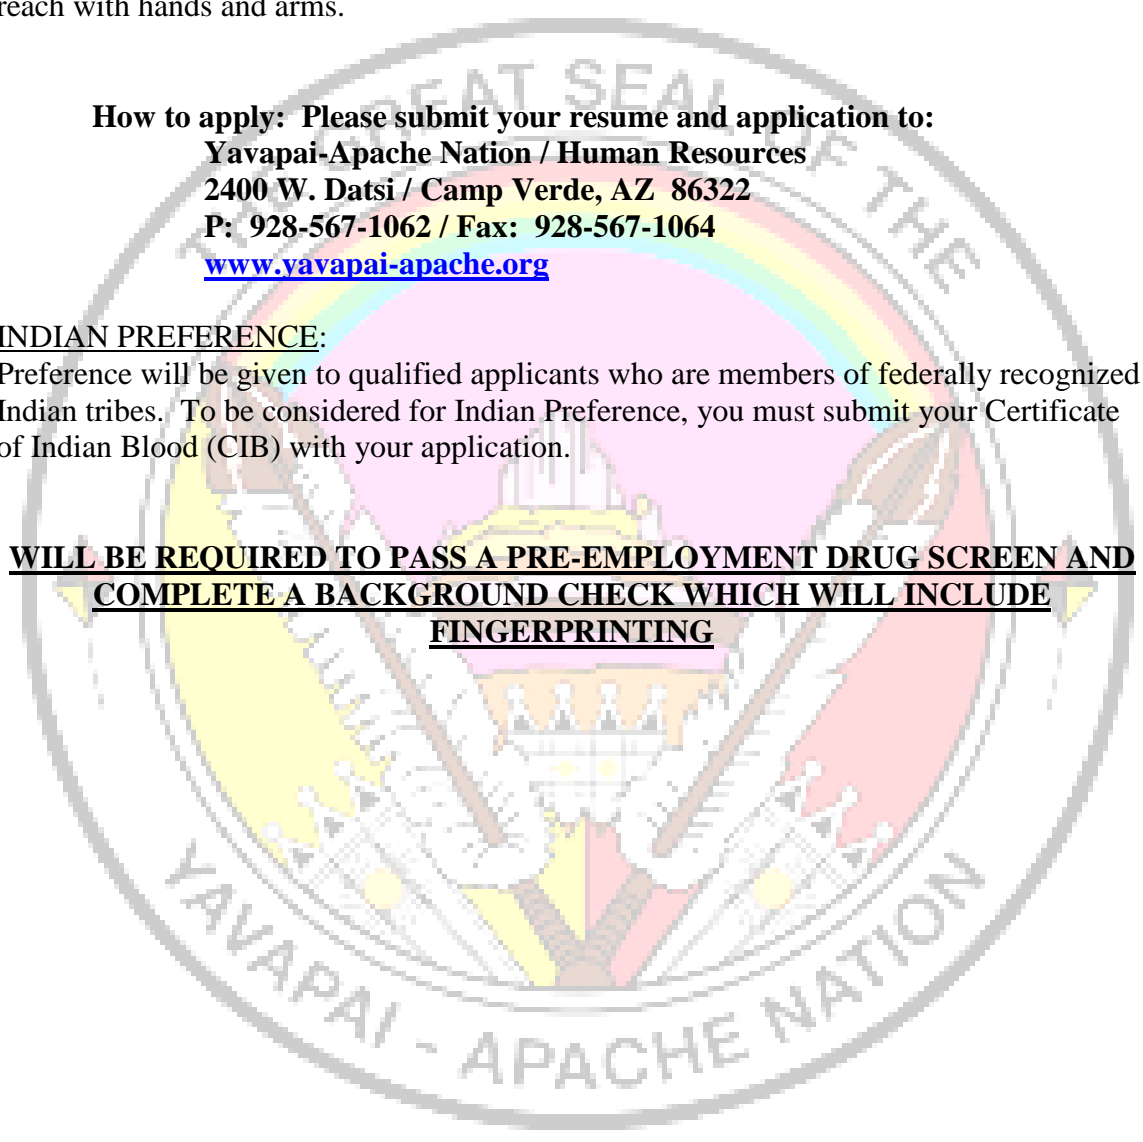 reach with hands and arms.
How to apply:  Please submit your resume and application to:
Yavapai-Apache Nation / Human Resources
2400 W. Datsi / Camp Verde, AZ  86322
P:  928-567-1062 / Fax:  928-567-1064
www.yavapai-apache.org
INDIAN PREFERENCE:
Preference will be given to qualified applicants who are members of federally recognized
Indian tribes.  To be considered for Indian Preference, you must submit your Certificate
of Indian Blood (CIB) with your application.
WILL BE REQUIRED TO PASS A PRE-EMPLOYMENT DRUG SCREEN AND
COMPLETE A BACKGROUND CHECK WHICH WILL INCLUDE
FINGERPRINTING
GREAT SEAL OF THE
YAVAPAI - APACHE NATION